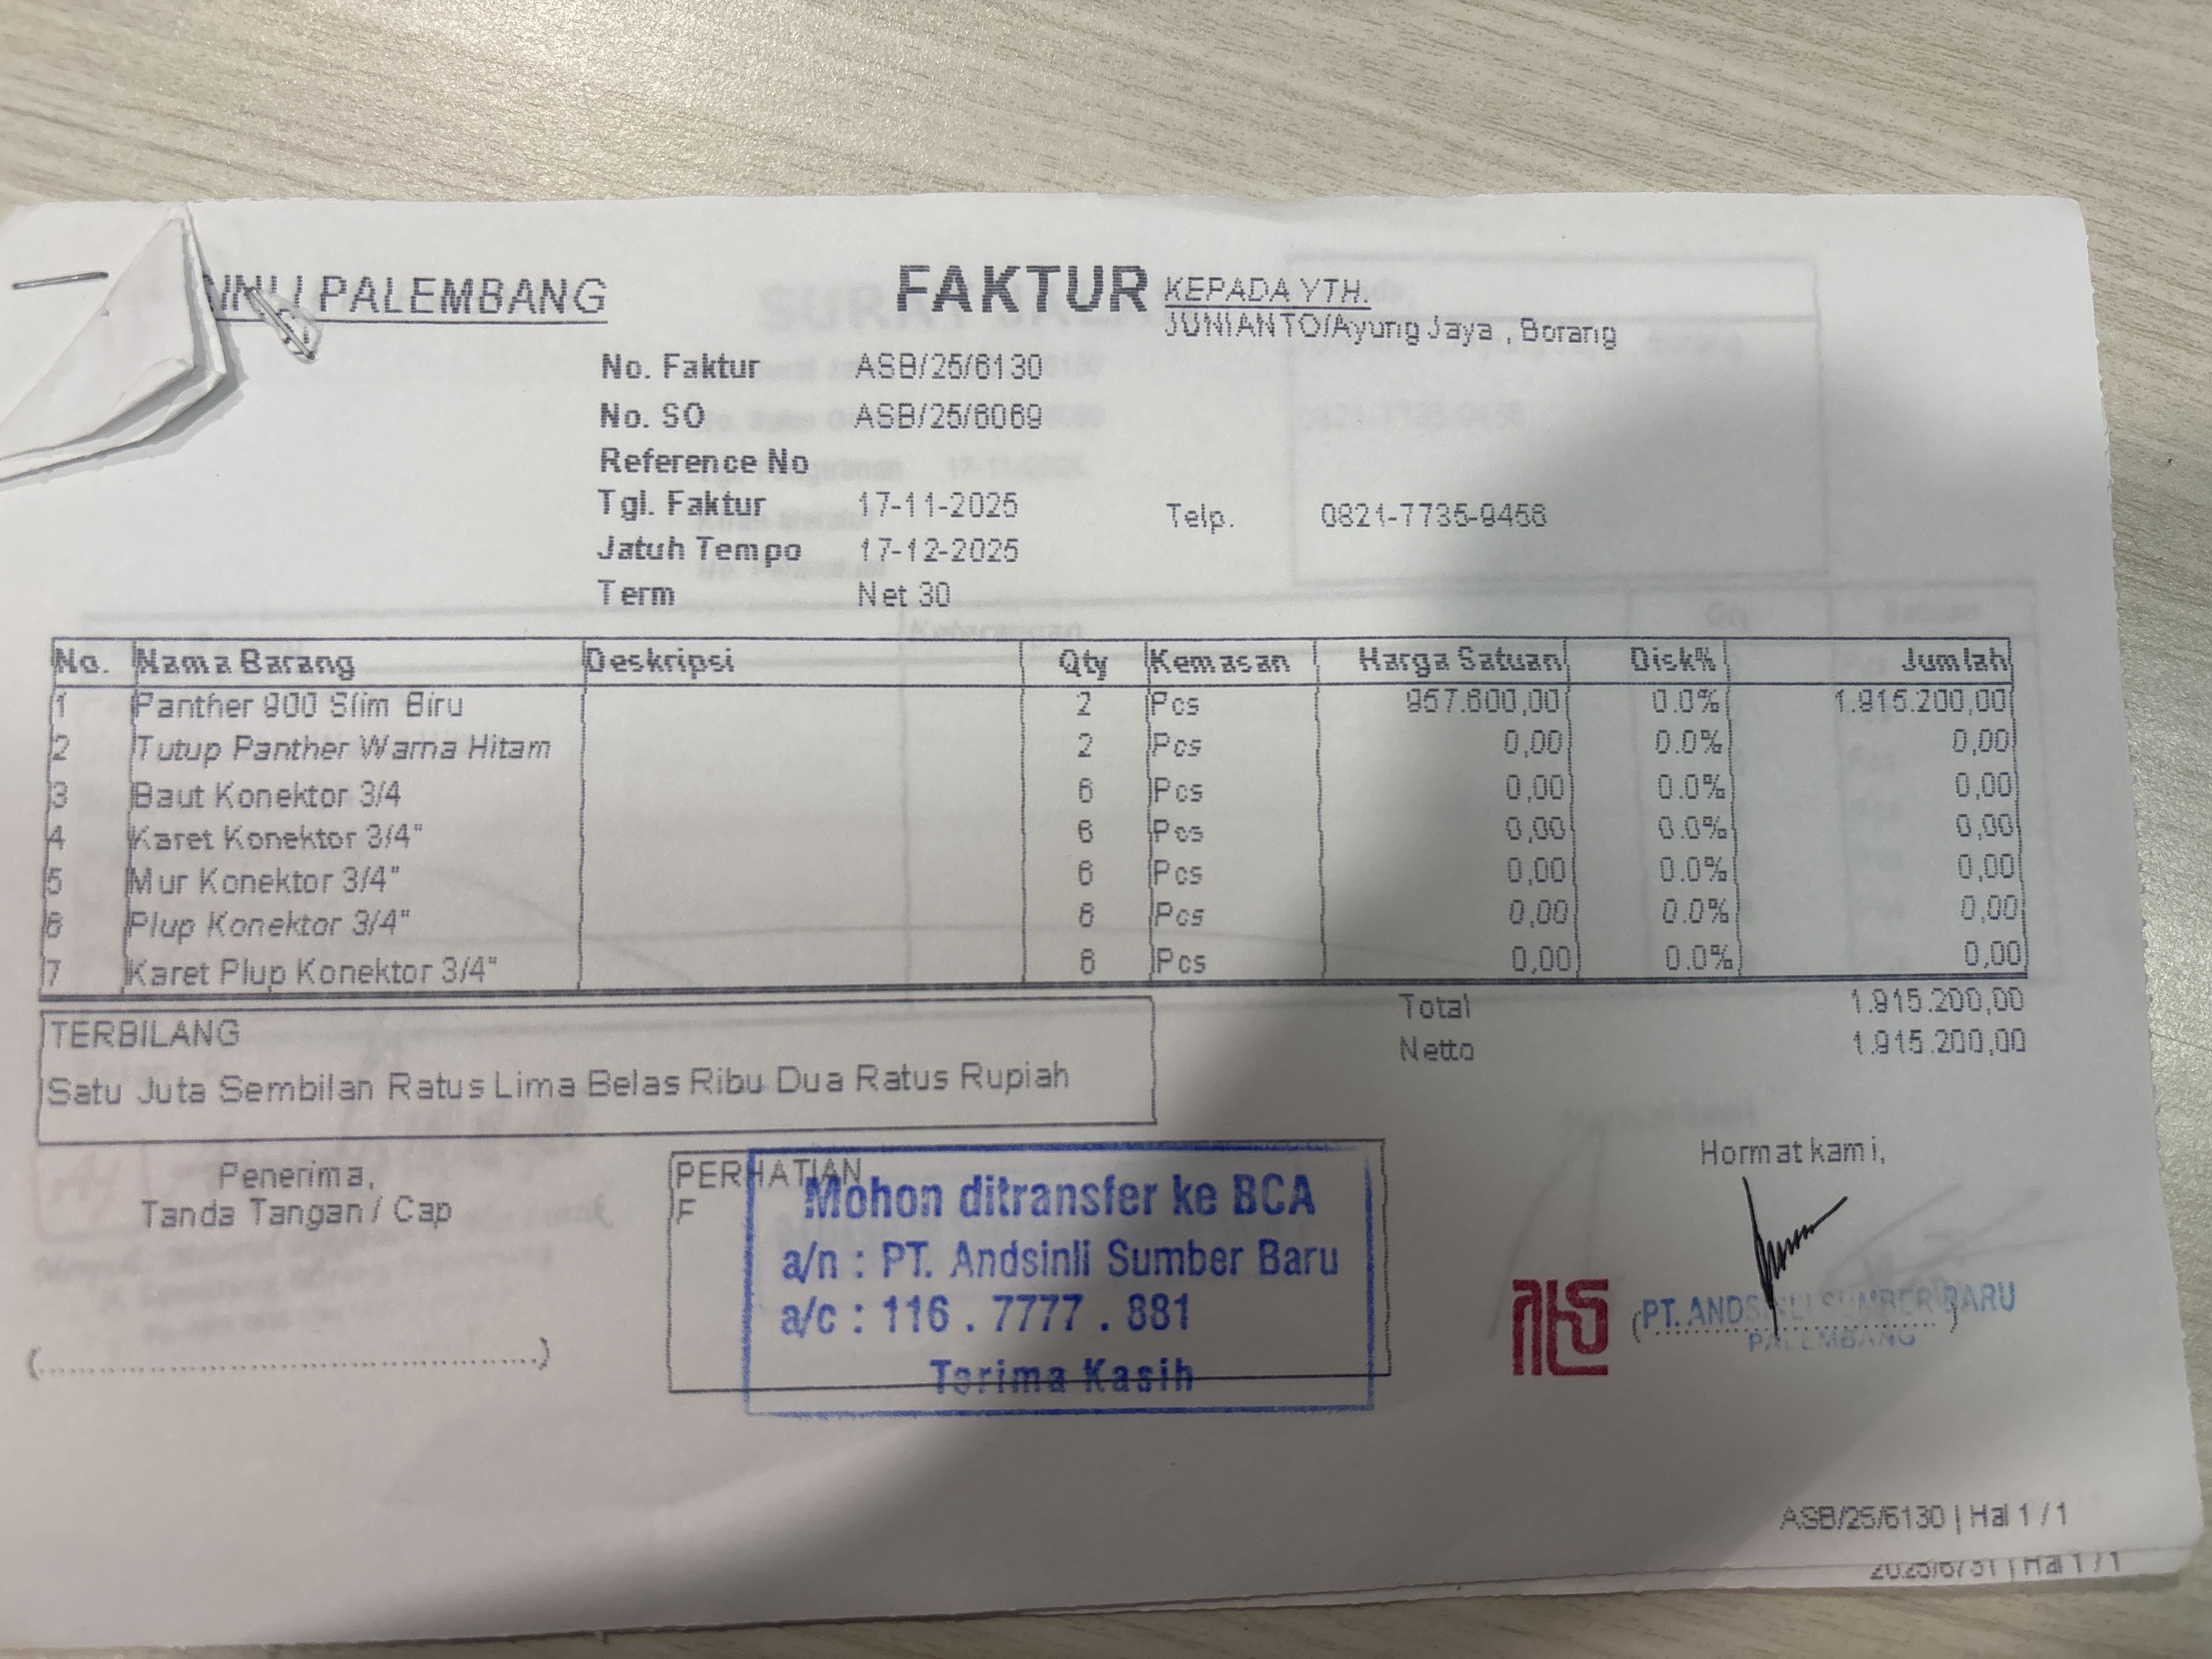 PALEMBANG
FAKTUR
KEPADA YTH.
JUNIANTO/Ayung Jaya , Borang
No. Faktur ASB/25/6130
No. SO ASB/25/6069
Reference No
Tgl. Faktur 17-11-2025
Telp. 0821-7735-9456
Jatuh Tempo 17-12-2025
Term Net 30
No. Nama Barang Deskripsi Qty Kemasan Harga Satuan Disk% Jumlah
1 Panther 900 Slim Biru 2 Pcs 957.600,00 0.0% 1.915.200,00
2 Tutup Panther Warna Hitam 2 Pcs 0,00 0.0% 0,00
3 Baut Konektor 3/4 6 Pcs 0,00 0.0% 0,00
4 Karet Konektor 3/4" 6 Pcs 0,00 0.0% 0,00
5 Mur Konektor 3/4" 6 Pcs 0,00 0.0% 0,00
6 Plup Konektor 3/4" 6 Pcs 0,00 0.0% 0,00
7 Karet Plup Konektor 3/4" 6 Pcs 0,00 0.0% 0,00
Total 1.915.200,00
Netto 1.915.200,00
TERBILANG
Satu Juta Sembilan Ratus Lima Belas Ribu Dua Ratus Rupiah
Penerima,
Tanda Tangan / Cap
PERHATIAN
F
Mohon ditransfer ke BCA
a/n : PT. Andsinli Sumber Baru
a/c : 116 . 7777 . 881
Terima Kasih
Hormat kami,
PT. ANDSINLI SUMBER BARU
PALEMBANG
ASB/25/6130 | Hal 1 / 1
| Hal 1 / 1